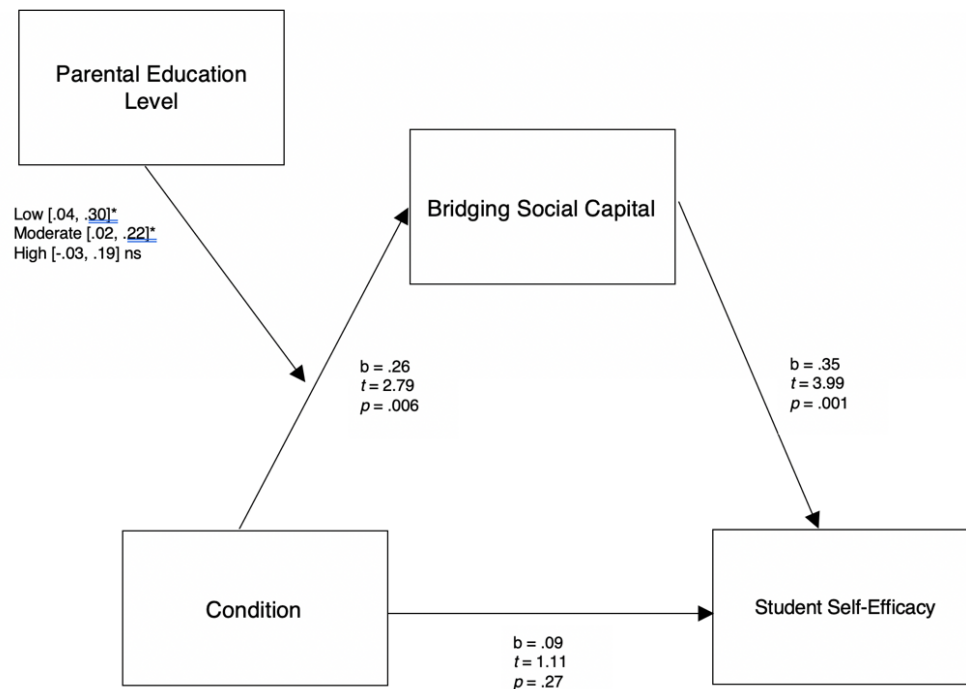 Parental Education
Level
Bridging Social Capital
Low [.04, .30]*
Moderate [.02, .22]*
High [-.03, .19] ns
b = .26
t = 2.79
p = .006
b = .35
t = 3.99
p = .001
Condition
Student Self-Efficacy
b = .09
t = 1.11
p = .27